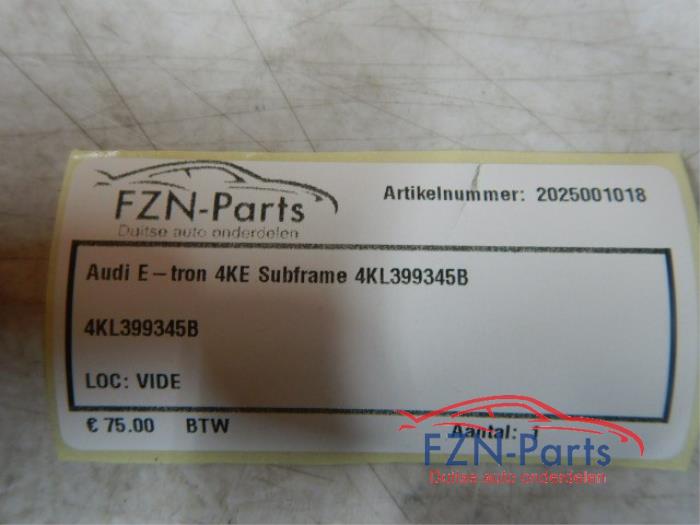 FZN-Parts
Duitse auto onderdelen
Artikelnummer: 2025001018
Audi E-tron 4KE Subframe 4KL399345B
4KL399345B
LOC: VIDE
€ 75.00 BTW
Aantal: 1
FZN-Parts
Duitse auto onderdelen